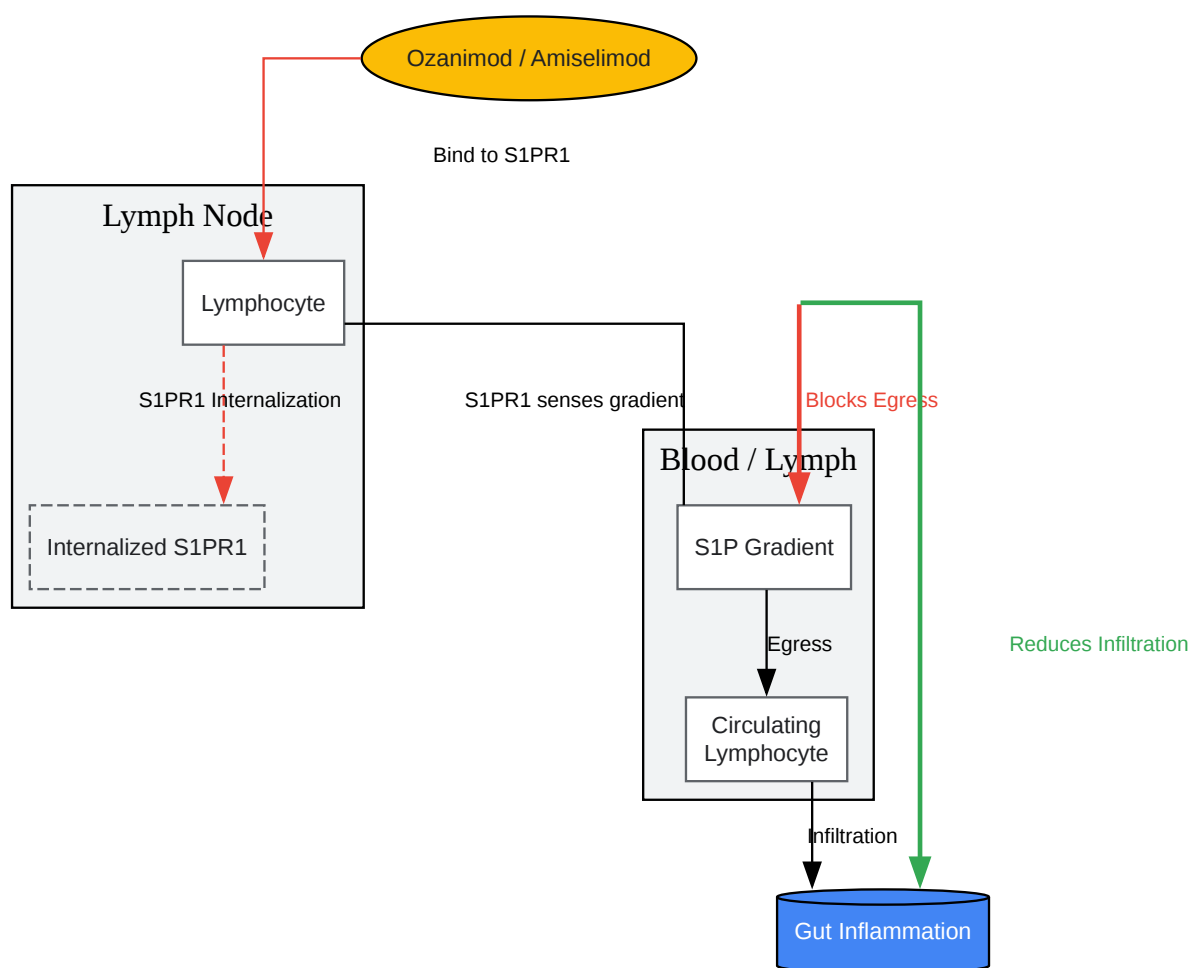 Ozanimod / Amiselimod
Bind to S1PR1
Lymph Node
Lymphocyte
S1PR1 Internalization
S1PR1 senses gradient
Blocks Egress
Blood / Lymph
Internalized S1PR1
S1P Gradient
Egress
Reduces Infiltration
Circulating
Lymphocyte
Infiltration
Gut Inflammation